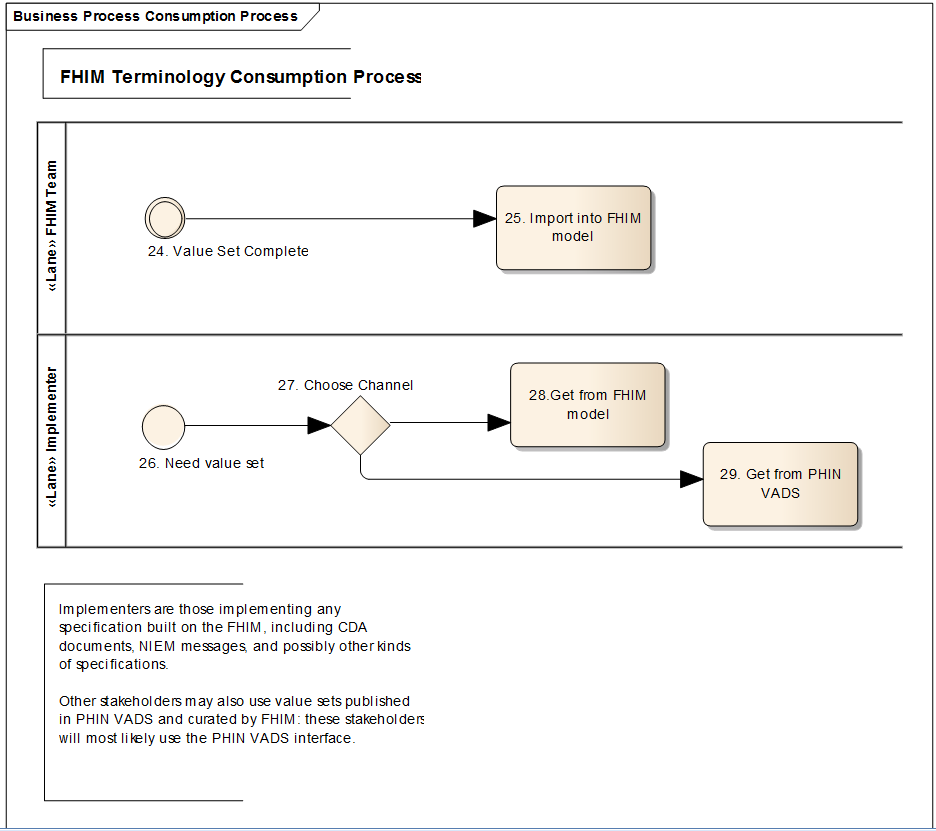 Business Process Consumption Process
FHIM Terminology Consumption Process
«Lane» FHIM Team
24. Value Set Complete
25. Import into FHIM
model
«Lane» Implementer
27. Choose Channel
26. Need value set
28.Get from FHIM
model
29. Get from PHIN
VADS
Implementers are those implementing any
specification built on the FHIM, including CDA
documents, NIEM messages, and possibly other kinds
of specifications.
Other stakeholders may also use value sets published
in PHIN VADS and curated by FHIM: these stakeholders
will most likely use the PHIN VADS interface.